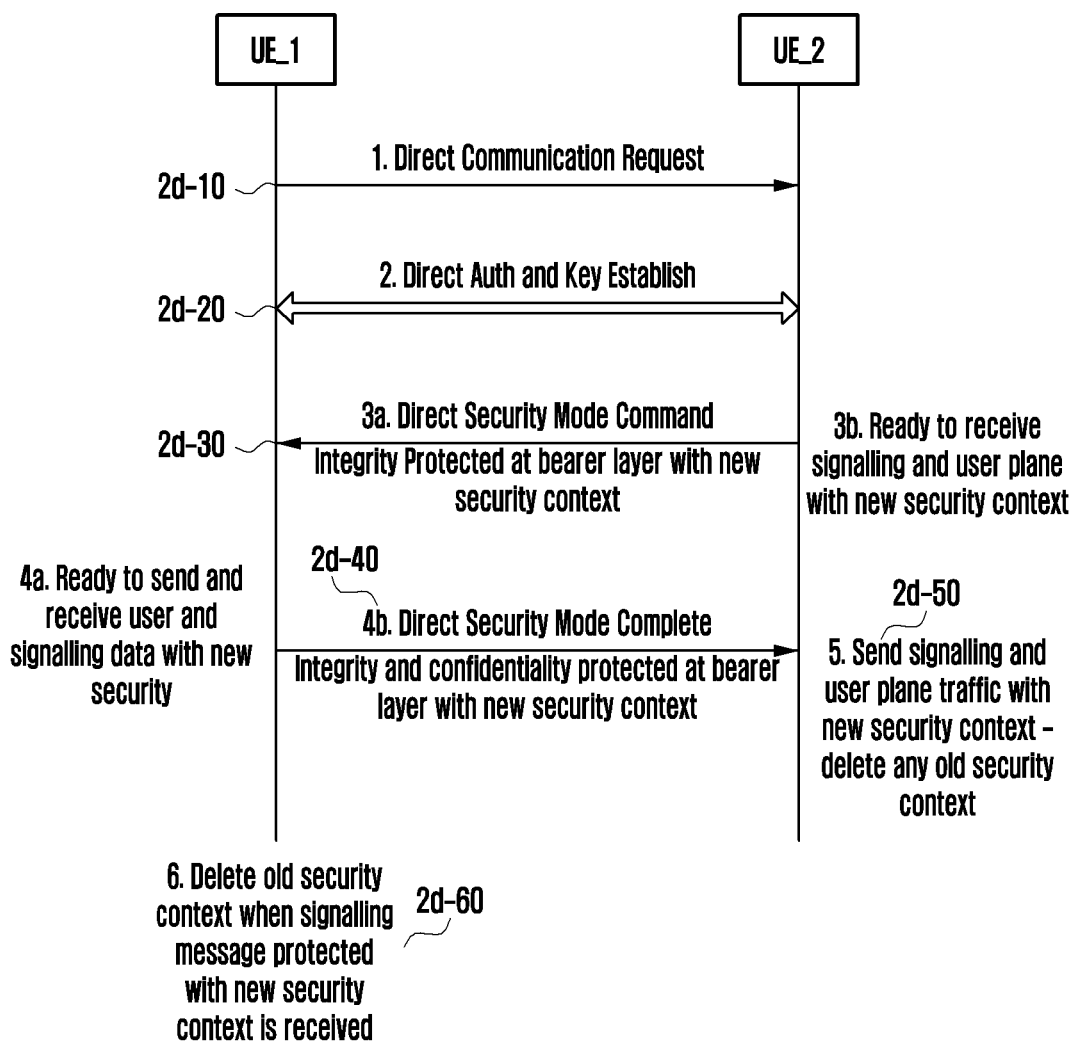 UE_1
UE_2
1. Direct Communication Request
2d-10
2. Direct Auth and Key Establish
2d-20
3a. Direct Security Mode Command
2d-30
Integrity Protected at bearer layer with new
security context
3b. Ready to receive
signalling and user plane
with new security context
4a. Ready to send and
receive user and
signalling data with new
security
2d-40
4b. Direct Security Mode Complete
Integrity and confidentiality protected at bearer
layer with new security context
2d-50
5. Send signalling and
user plane traffic with
new security context –
delete any old security
context
6. Delete old security
context when signalling
message protected
with new security
context is received
2d-60